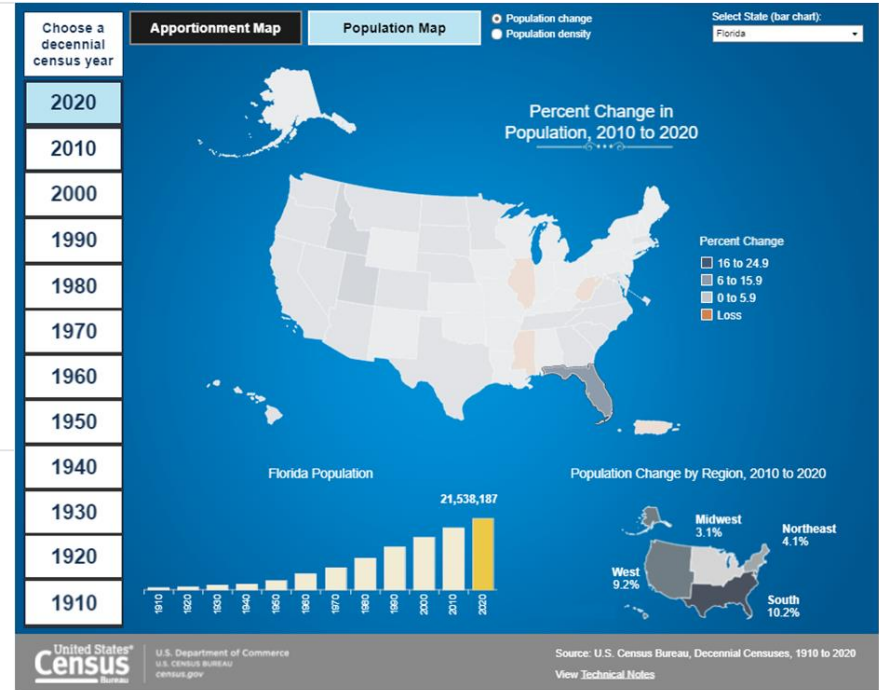 Choose a
decennial
census year
2020
2010
2000
1990
1980
1970
1960
1950
1940
1930
1920
1910
Apportionment Map
Population Map
Population change
Population density
Select State (bar chart):
Florida
Percent Change in
Population, 2010 to 2020
Percent Change
16 to 24.9
6 to 15.9
0 to 5.9
Loss
Florida Population
21,538,187
1910
1920
1930
1940
1950
1960
1970
1980
1990
2000
2010
2020
Population Change by Region, 2010 to 2020
Midwest
3.1%
Northeast
4.1%
West
9.2%
South
10.2%
United States®
Census
Bureau
U.S. Department of Commerce
U.S. CENSUS BUREAU
census.gov
Source: U.S. Census Bureau, Decennial Censuses, 1910 to 2020
View Technical Notes